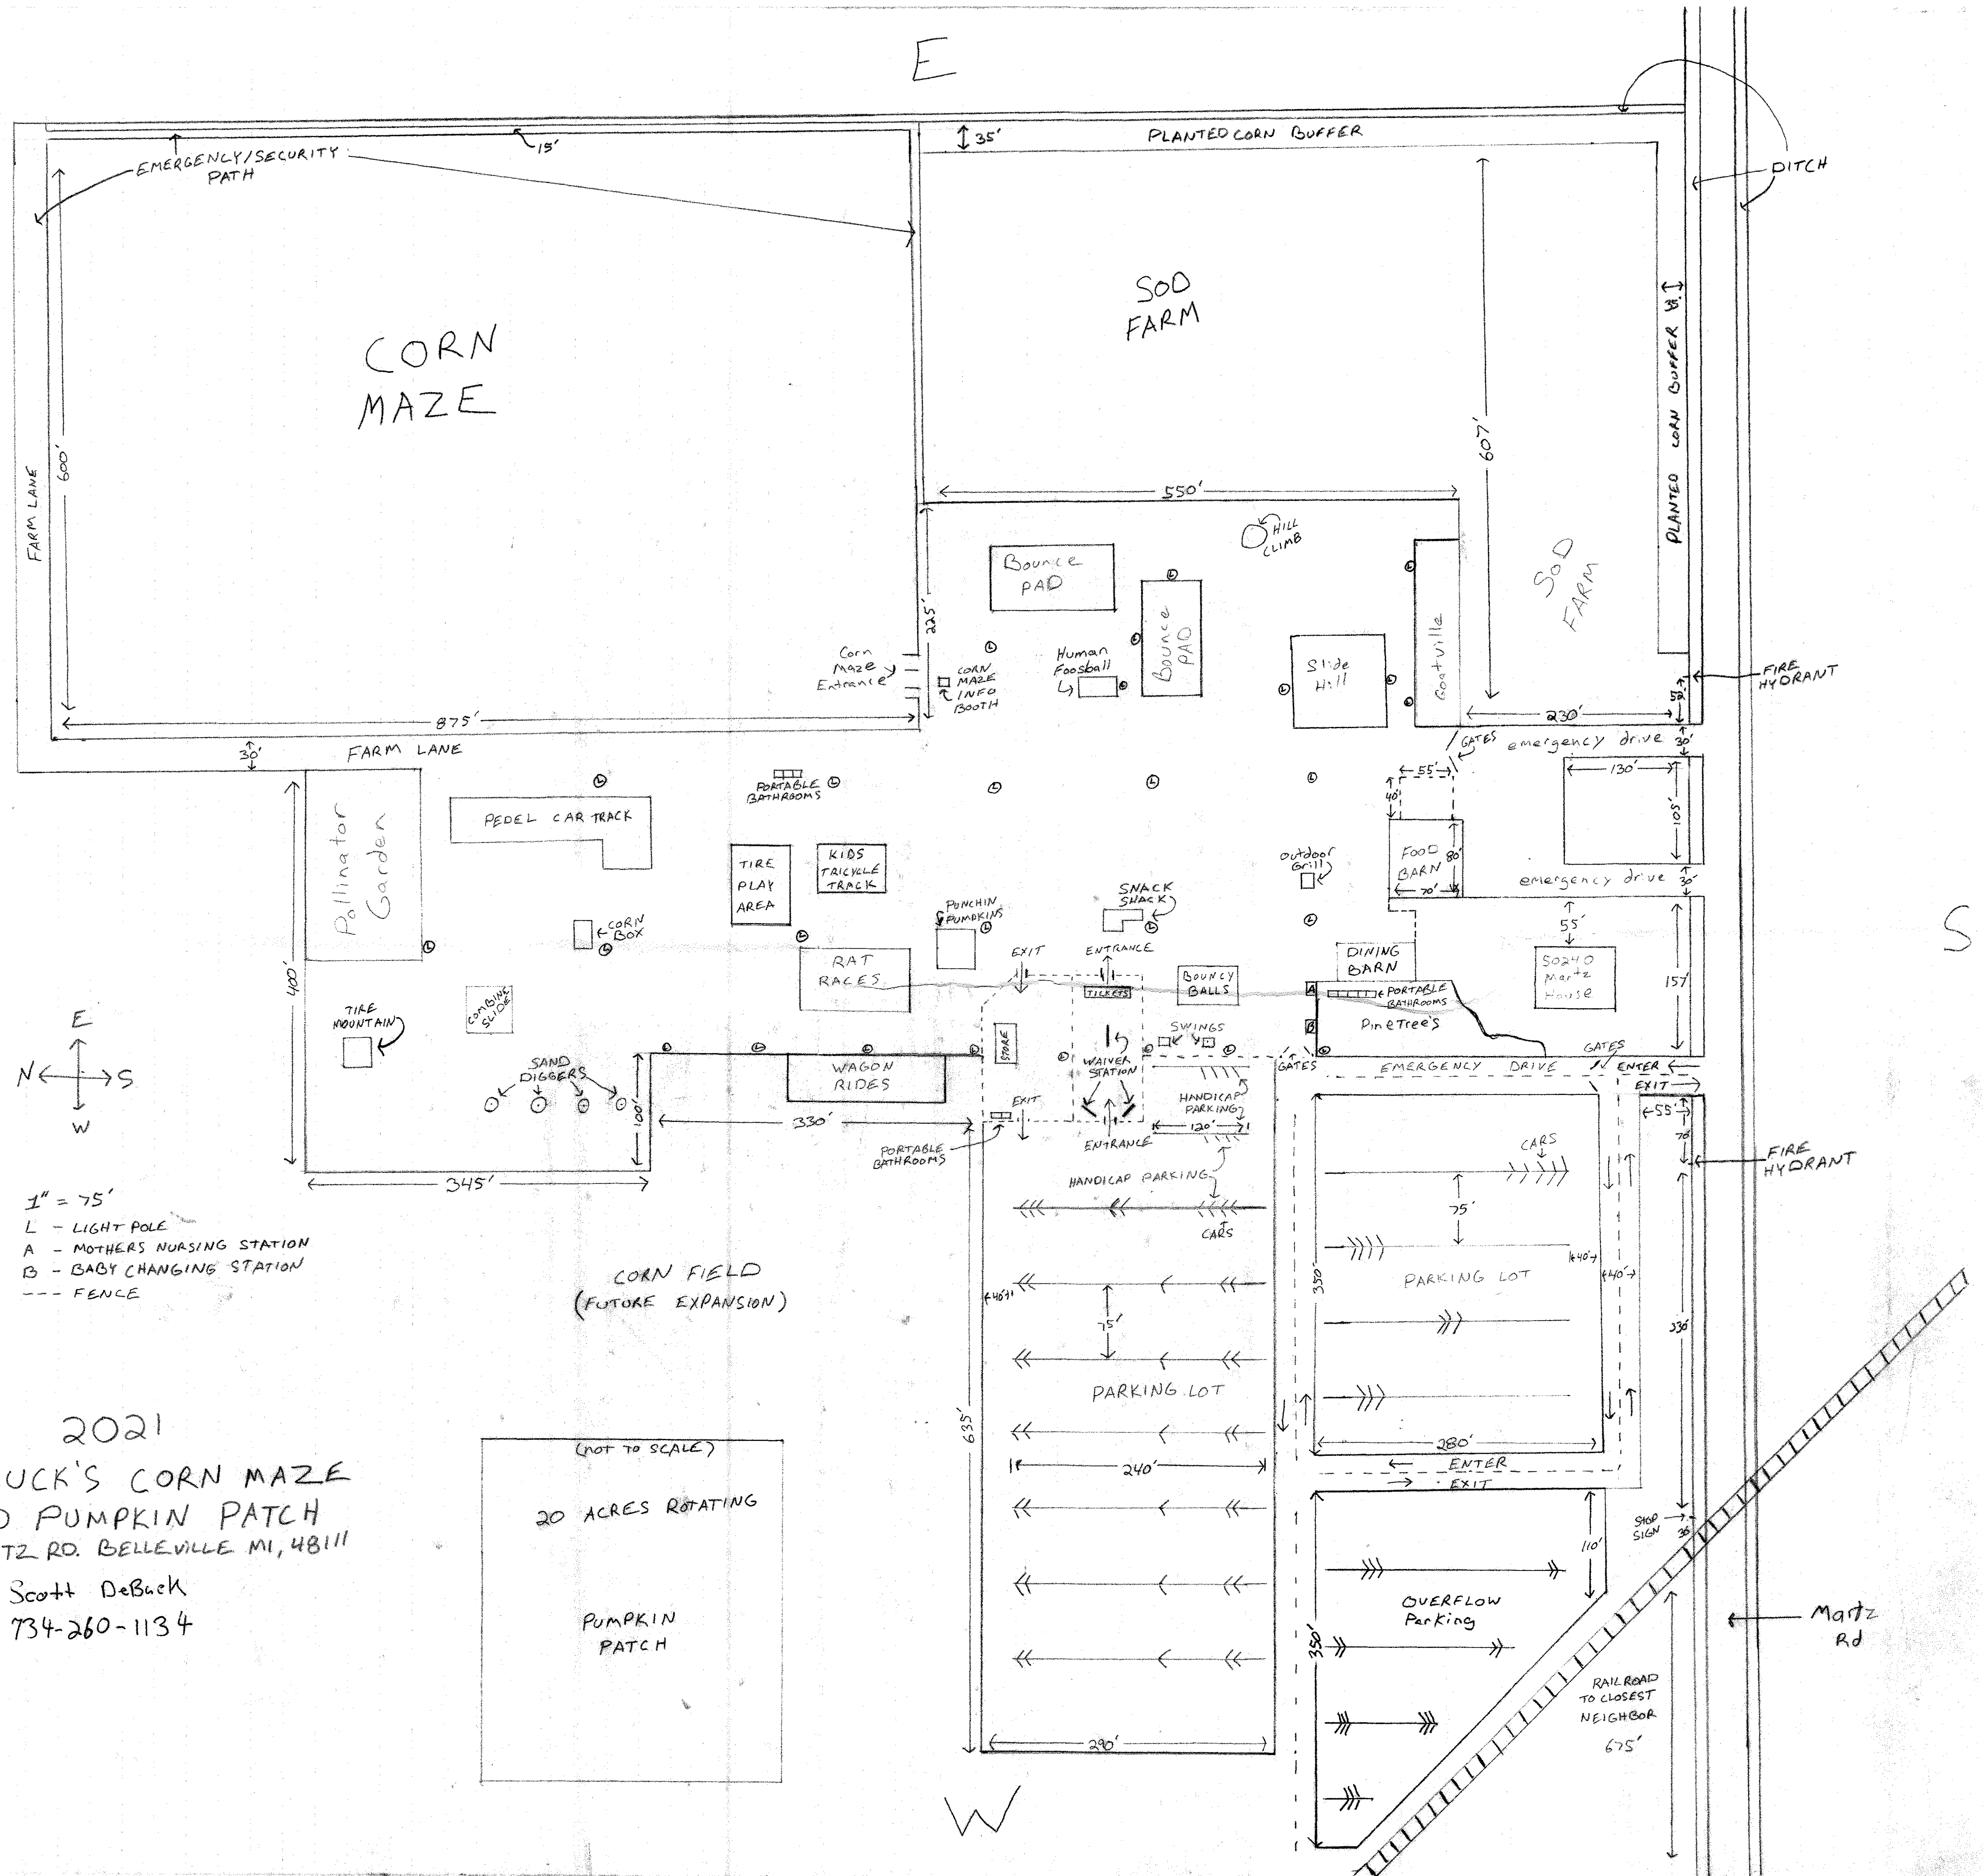 E
35'
PLANTED CORN BUFFER
15'
EMERGENCY/SECURITY
PATH
DITCH
SOD
FARM
CORN
MAZE
600'
FARM LANE
607'
PLANTED CORN BUFFER
550'
HILL
CLIMB
Bounce
PAD
SOD
FARM
225'
Bounce
PAD
Goatville
Corn
Maze
Entrance
CORN
MAZE
INFO
BOOTH
Human
Foosball
Slide
Hill
FIRE
HYDRANT
52'
875'
230'
30'
FARM LANE
GATES
emergency drive
30'
PORTABLE
BATHROOMS
55'
130'
40'
105'
Pollinator
Garden
PEDEL CAR TRACK
TIRE
PLAY
AREA
KIDS
TRICYCLE
TRACK
Outdoor
Grill
FOOD
BARN
80'
70'
emergency drive
30'
SNACK
SHACK
PUNCHIN
PUMPKINS
CORN
BOX
55'
S
EXIT
ENTRANCE
RAT
RACES
DINING
BARN
50240
Martz
House
157'
400'
TICKETS
BOUNCY
BALLS
A
PORTABLE
BATHROOMS
COMBINE
SLIDE
TIRE
MOUNTAIN
B
PineTree's
SWINGS
E
N
S
W
STORE
WAIVER
STATION
GATES
GATES
SAND
DIGGERS
WAGON
RIDES
EMERGENCY DRIVE
ENTER
EXIT
100'
330'
EXIT
HANDICAP
PARKING
120'
55'
70'
PORTABLE
BATHROOMS
ENTRANCE
CARS
FIRE
HYDRANT
345'
HANDICAP PARKING
CARS
75'
1" = 75'
L - LIGHT POLE
A - MOTHERS NURSING STATION
B - BABY CHANGING STATION
--- FENCE
CORN FIELD
(FUTURE EXPANSION)
40'
75'
350'
PARKING LOT
40'
40'
330'
PARKING LOT
635'
280'
240'
ENTER
EXIT
2021
UCK'S CORN MAZE
D PUMPKIN PATCH
TZ RD. BELLEVILLE MI, 48111
Scott DeBuck
734-260-1134
(NOT TO SCALE)
20 ACRES ROTATING
PUMPKIN
PATCH
STOP
SIGN
110'
OVERFLOW
Parking
350'
Martz
Rd
RAILROAD
TO CLOSEST
NEIGHBOR
675'
290'
W